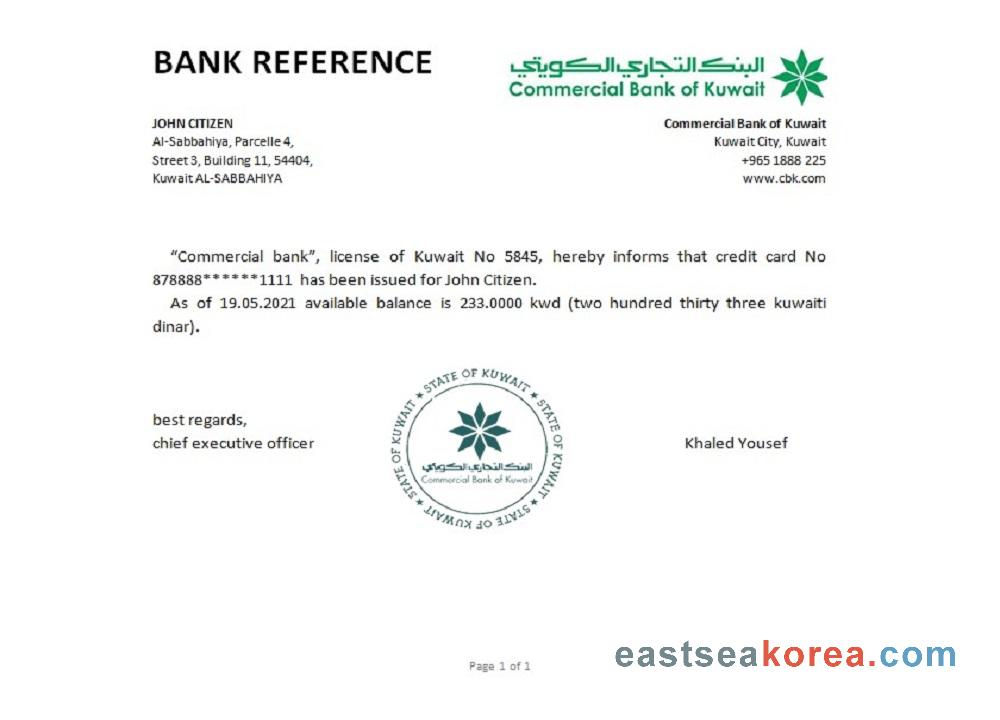 BANK REFERENCE
البنك التجاري الكويتي
Commercial Bank of Kuwait
JOHN CITIZEN
Al-Sabbahiya, Parcelle 4,
Street 3, Building 11, 54404,
Kuwait AL-SABBAHIYA
Commercial Bank of Kuwait
Kuwait City, Kuwait
+965 1888 225
www.cbk.com
“Commercial bank”, license of Kuwait No 5845, hereby informs that credit card No
878888******1111 has been issued for John Citizen.
As of 19.05.2021 available balance is 233.0000 kwd (two hundred thirty three kuwaiti
dinar).
best regards,
chief executive officer
STATE OF KUWAIT ★ STATE OF KUWAIT ★ STATE OF KUWAIT ★ STATE OF KUWAIT ★
البنك التجاري الكويتي
Commercial Bank of Kuwait
Khaled Yousef
Page 1 of 1
eastseakorea.com